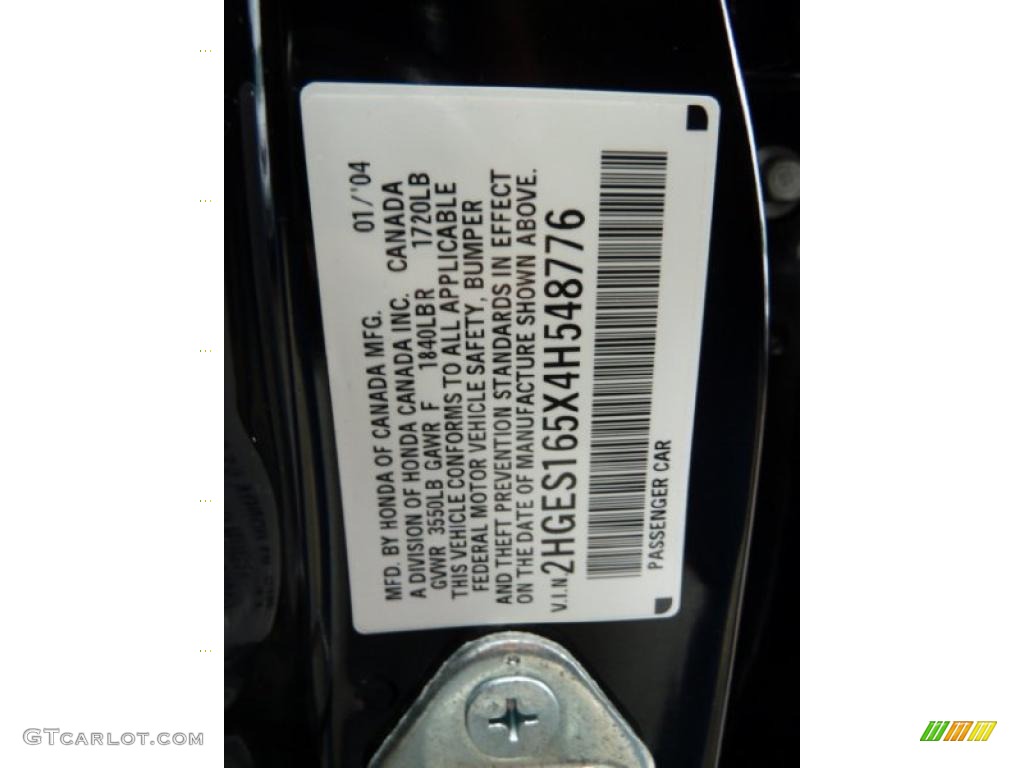 MFD. BY HONDA OF CANADA MFG. 01/'04
A DIVISION OF HONDA CANADA INC. CANADA
GVWR 3550LB GAWR F 1840LB R 1720LB
THIS VEHICLE CONFORMS TO ALL APPLICABLE
FEDERAL MOTOR VEHICLE SAFETY, BUMPER
AND THEFT PREVENTION STANDARDS IN EFFECT
ON THE DATE OF MANUFACTURE SHOWN ABOVE.
V.I.N. 2HGES165X4H548776
PASSENGER CAR
GTCARLOT.COM